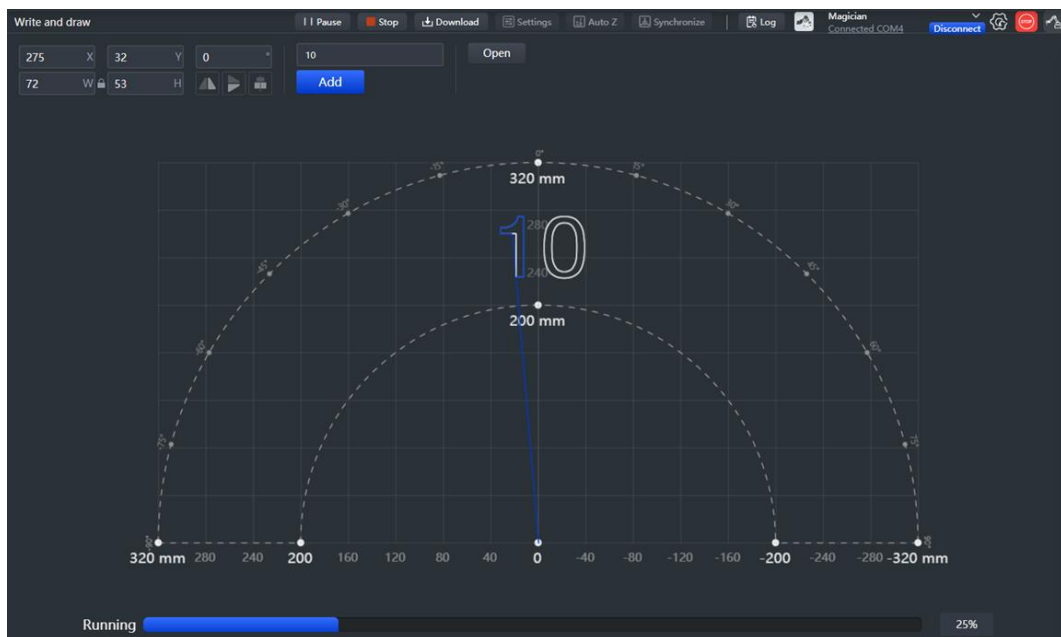 Write and draw Pause Stop Download Settings Auto Z Synchronize Log Magician
Connected COM4 Disconnect STOP
275 X 32 Y 0 ° 10 Open
72 W 53 H Add
0°
-15° 15°
320 mm
-30° 30°
280
10
-45° 45°
240
200 mm
-60° 60°
-75° 75°
-90° 90°
320 mm 280 240 200 160 120 80 40 0 -40 -80 -120 -160 -200 -240 -280 -320 mm
Running 25%